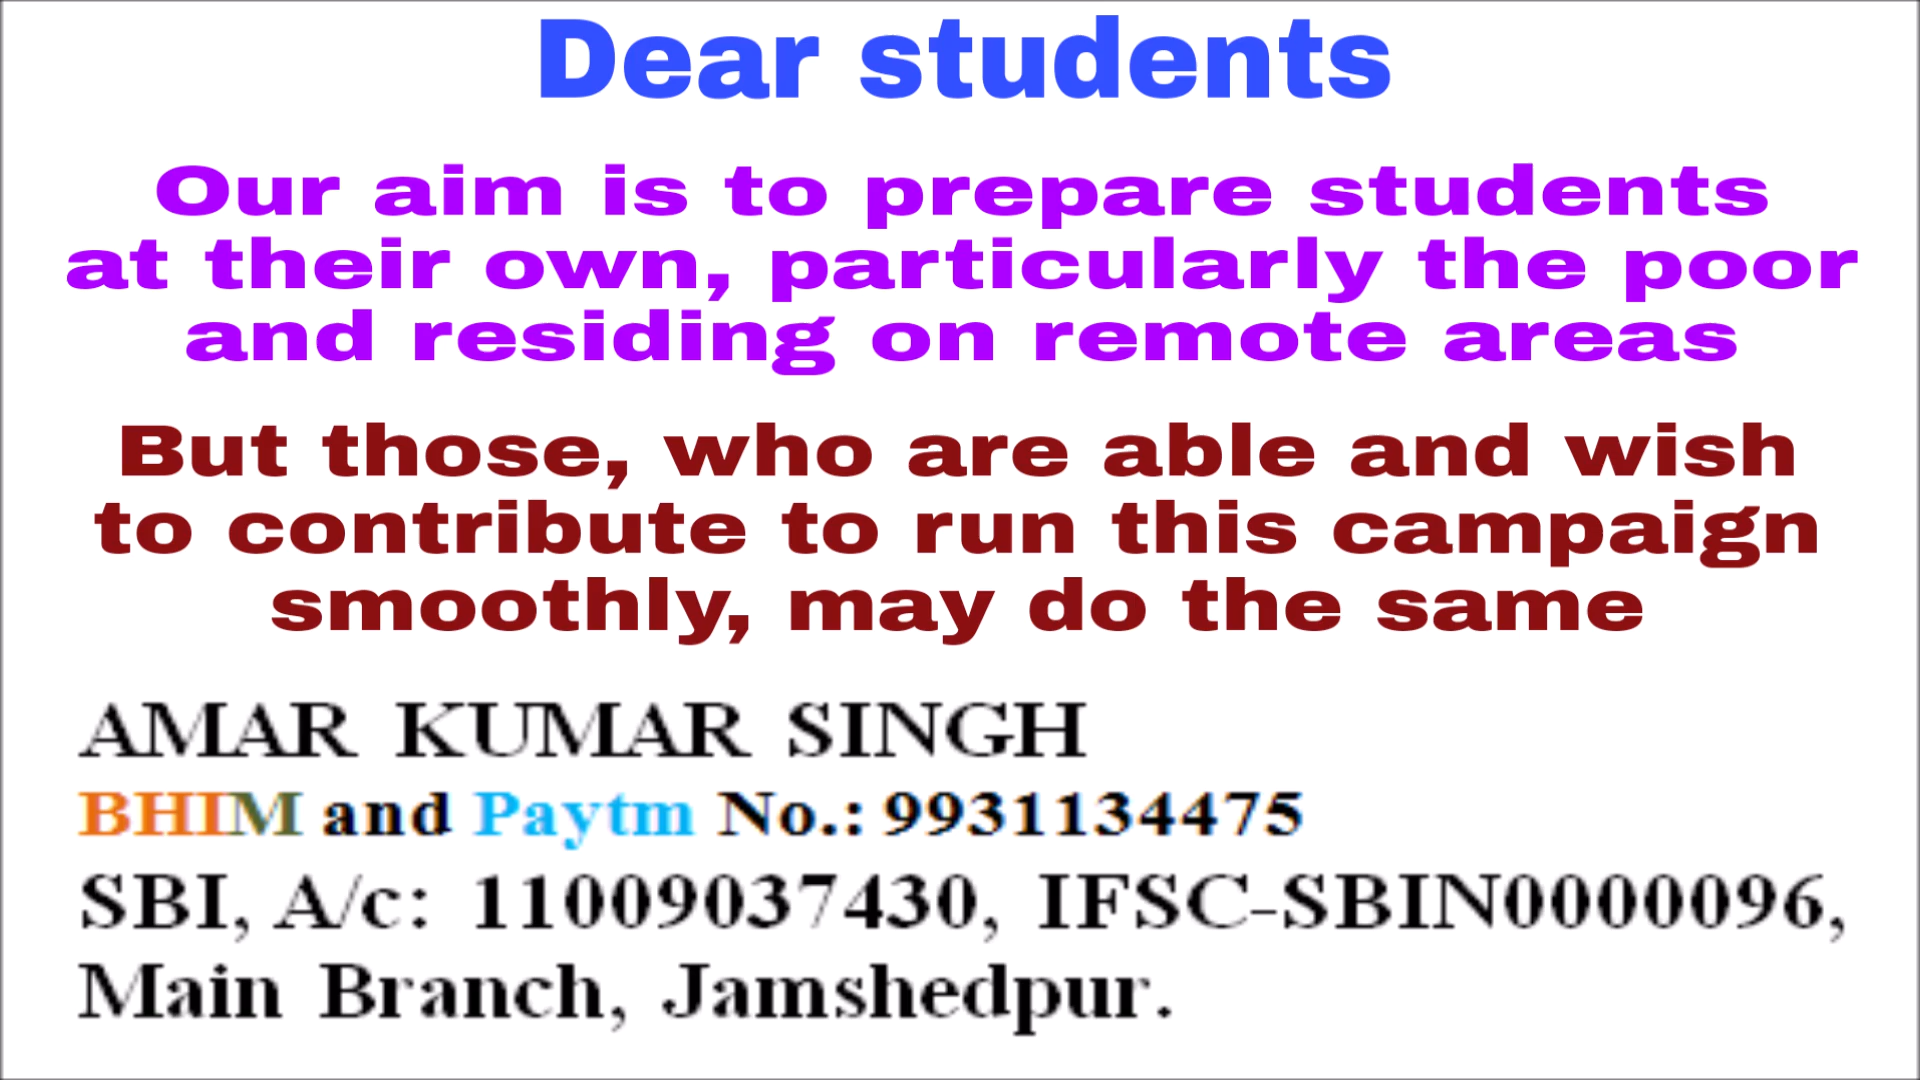 Dear students
Our aim is to prepare students
at their own, particularly the poor
and residing on remote areas
But those, who are able and wish
to contribute to run this campaign
smoothly, may do the same
AMAR KUMAR SINGH
BHIM and Paytm No.: 9931134475
SBI, A/c: 11009037430, IFSC-SBIN0000096,
Main Branch, Jamshedpur.